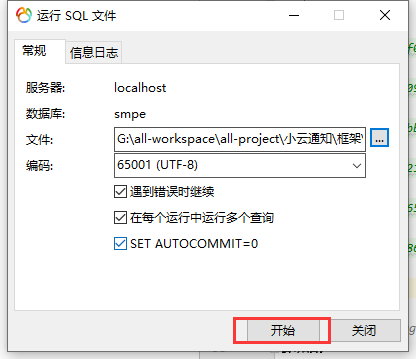 运行 SQL 文件
常规
信息日志
服务器: localhost
数据库: smpe
文件: G:\all-workspace\all-project\小云通知\框架\ ...
编码: 65001 (UTF-8)
遇到错误时继续
在每个运行中运行多个查询
SET AUTOCOMMIT=0
开始 关闭